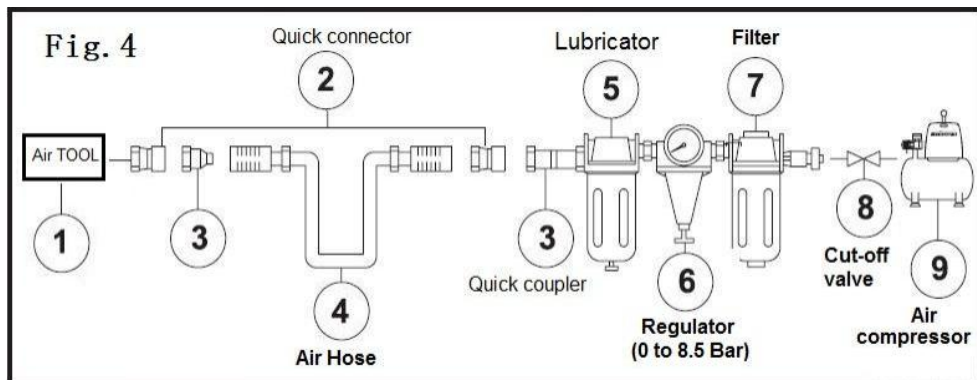 Fig. 4
Quick connector
2
Lubricator
5
Filter
7
Air TOOL
1
3
4
Air Hose
3
Quick coupler
6
Regulator
(0 to 8.5 Bar)
8
Cut-off
valve
9
Air
compressor